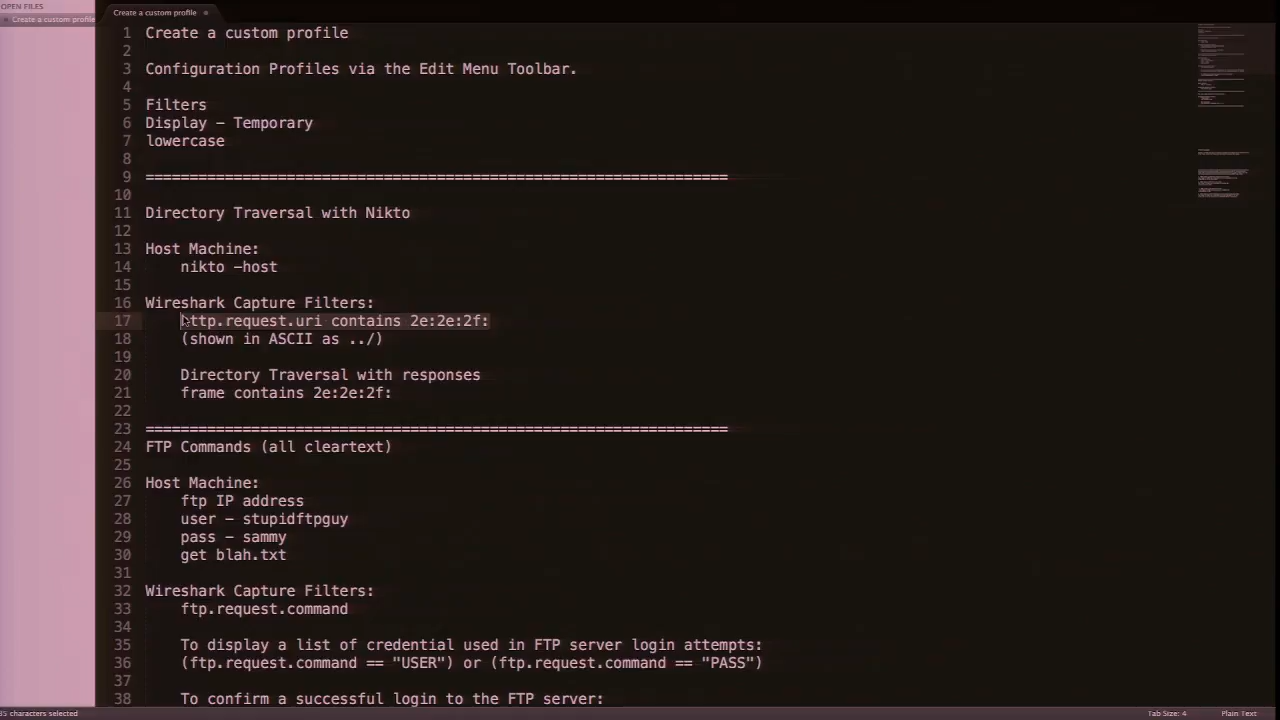 OPEN FILES
Create a custom profile
Create a custom profile
1 Create a custom profile
2
3 Configuration Profiles via the Edit Menu Toolbar.
4
5 Filters
6 Display - Temporary
7 lowercase
8
9 ==================================================================
10
11 Directory Traversal with Nikto
12
13 Host Machine:
14 nikto -host
15
16 Wireshark Capture Filters:
17 http.request.uri contains 2e:2e:2f:
18 (shown in ASCII as ../)
19
20 Directory Traversal with responses
21 frame contains 2e:2e:2f:
22
23 ==================================================================
24 FTP Commands (all cleartext)
25
26 Host Machine:
27 ftp IP address
28 user - stupidftpguy
29 pass - sammy
30 get blah.txt
31
32 Wireshark Capture Filters:
33 ftp.request.command
34
35 To display a list of credential used in FTP server login attempts:
36 (ftp.request.command == "USER") or (ftp.request.command == "PASS")
37
38 To confirm a successful login to the FTP server:
35 characters selected
Tab Size: 4
Plain Text